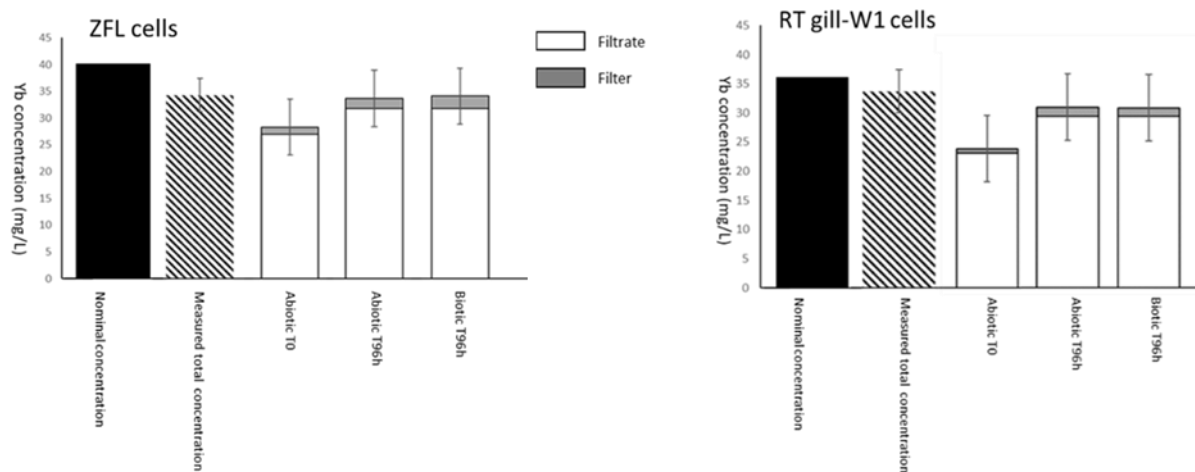 ZFL cells
Yb concentration (mg/L)
45
40
35
30
25
20
15
10
5
0
Nominal concentration
Measured total concentration
Abiotic T0
Abiotic T96h
Biotic T96h
Filtrate
Filter
RT gill-W1 cells
Yb concentration (mg/L)
45
40
35
30
25
20
15
10
5
0
Nominal concentration
Measured total concentration
Abiotic T0
Abiotic T96h
Biotic T96h